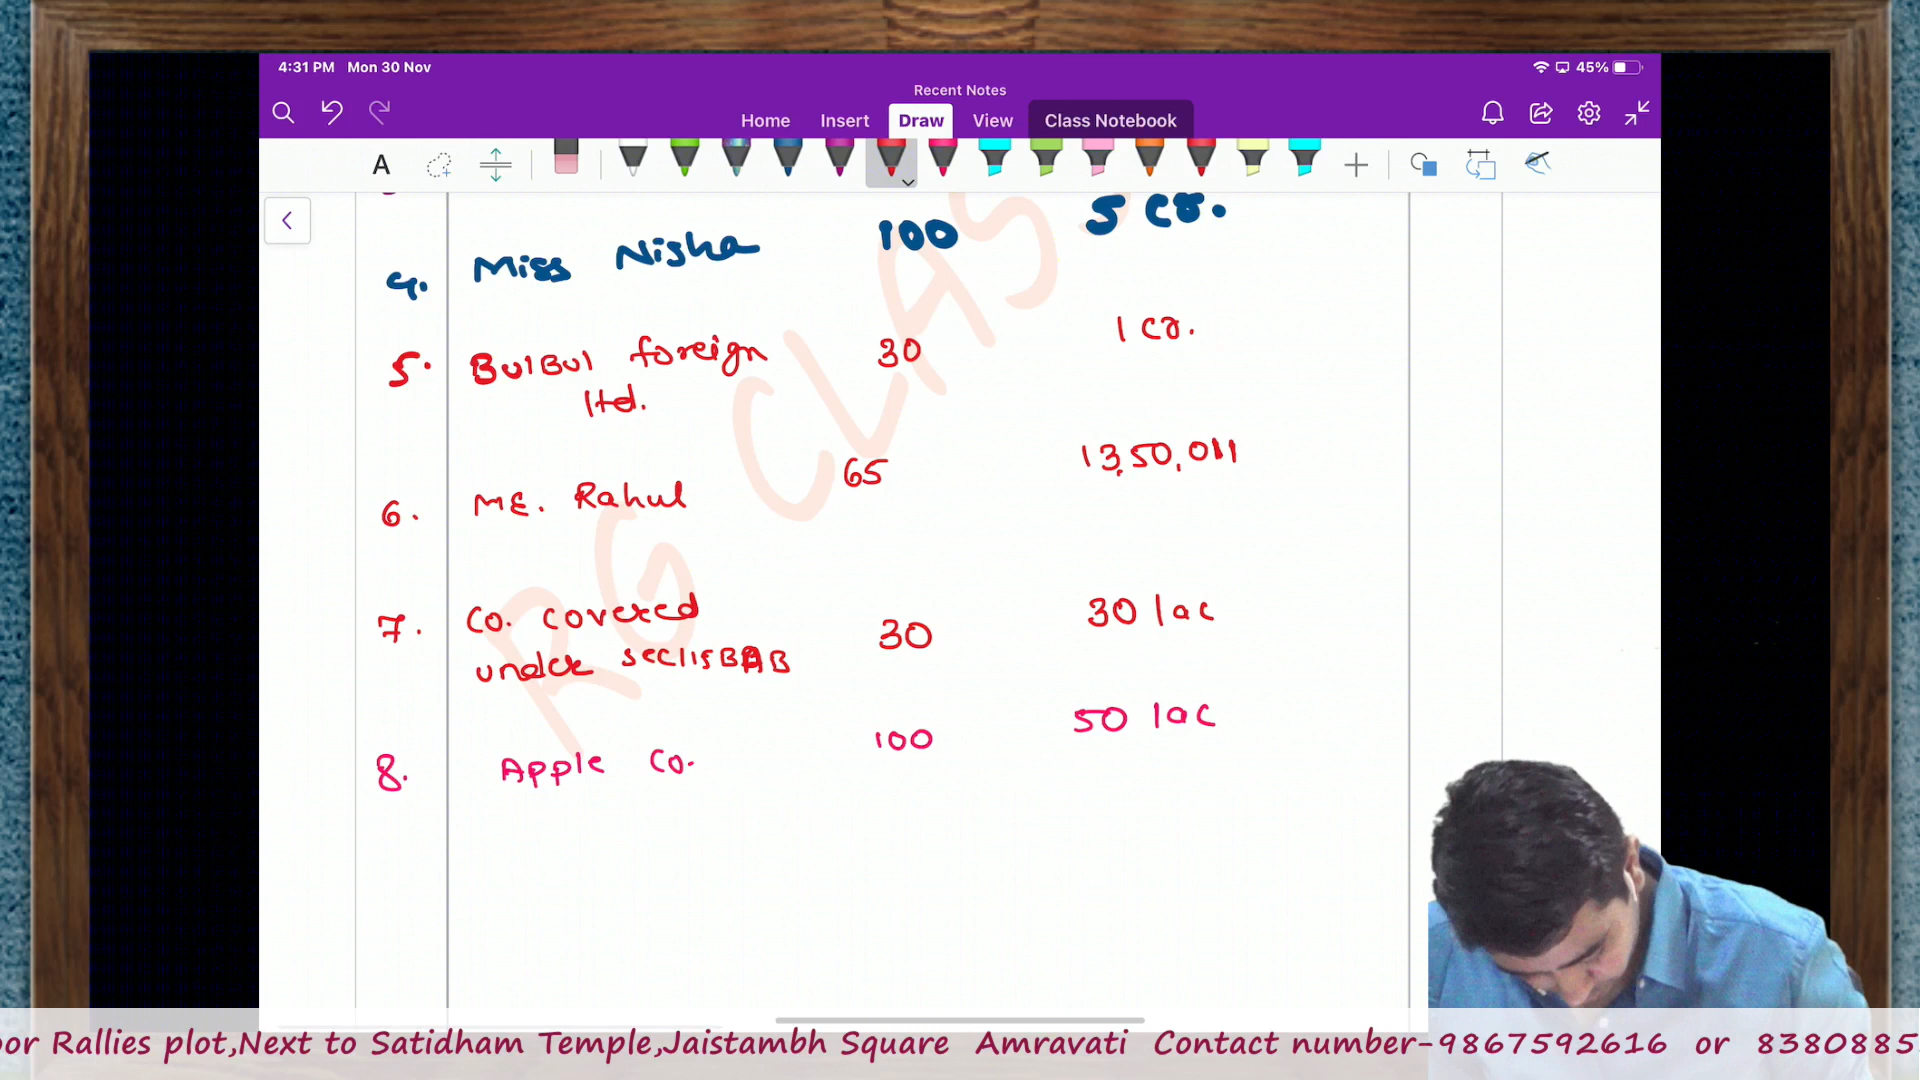 4:31 PM Mon 30 Nov
45%
Recent Notes
Home Insert Draw View Class Notebook
A
4. Miss Nisha 100 5 cr.
5. BulBul foreign 30 1 cr.
ltd.
6. Mr. Rahul 65 13,50,011
7. Co. covered 30 30 lac
under sec115BAB
8. Apple Co. 100 50 lac
RG CLAS
Rallies plot,Next to Satidham Temple,Jaistambh Square Amravati Contact number-9867592616 or 8380885